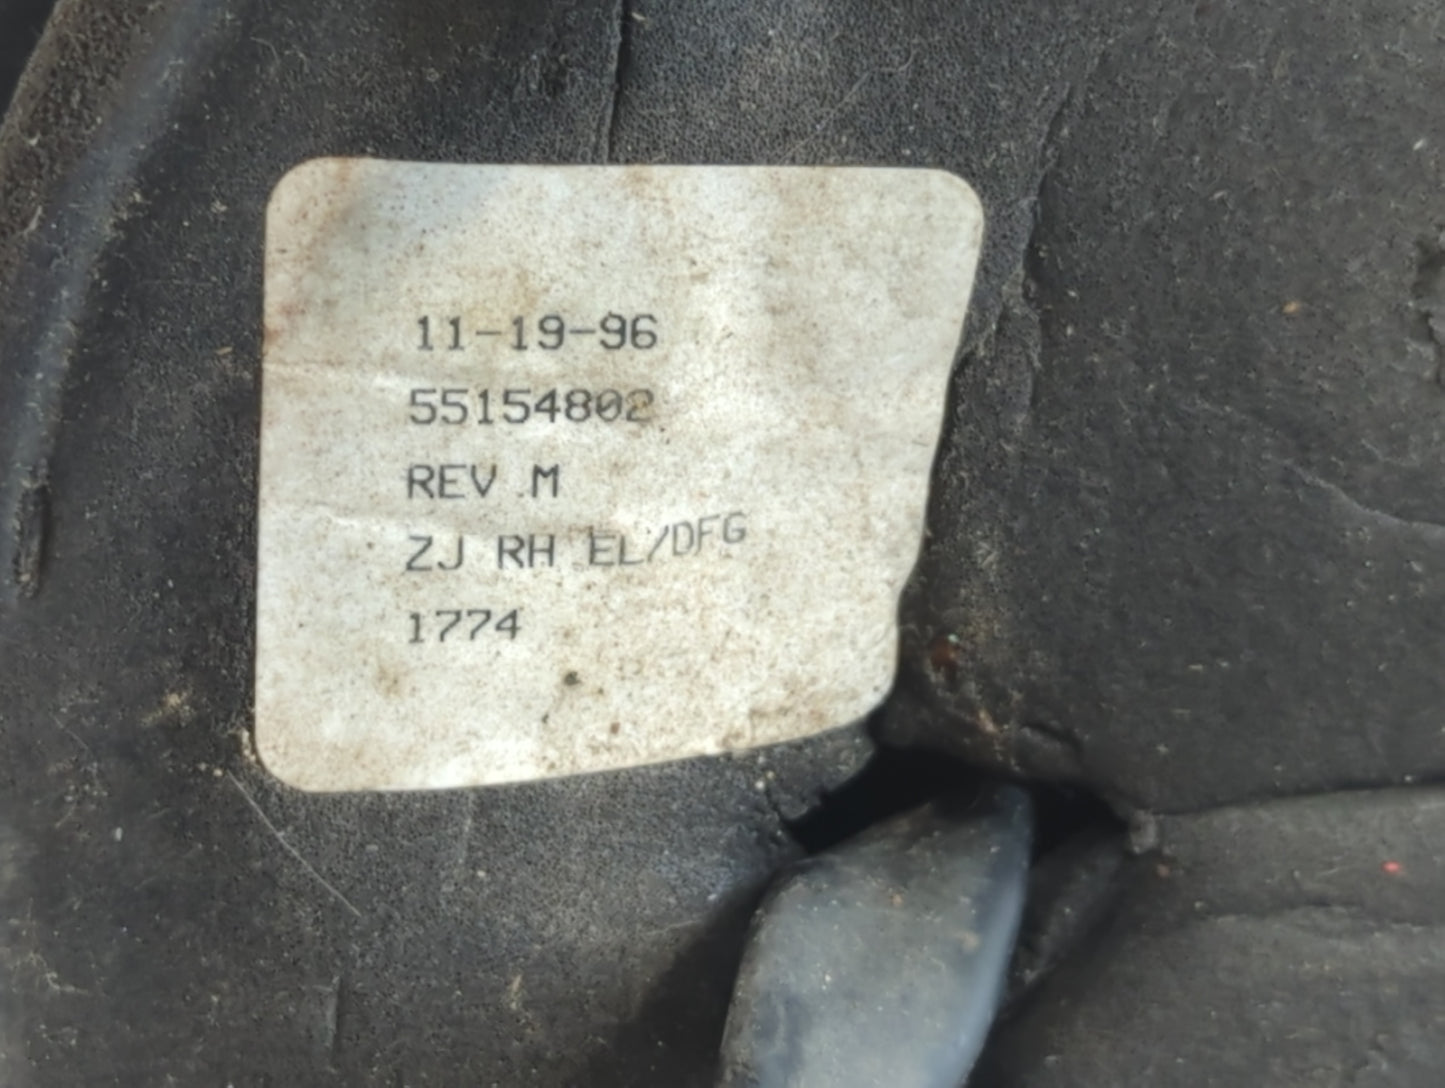 11-19-96
55154802
REV M
ZJ RH EL/DFG
1774